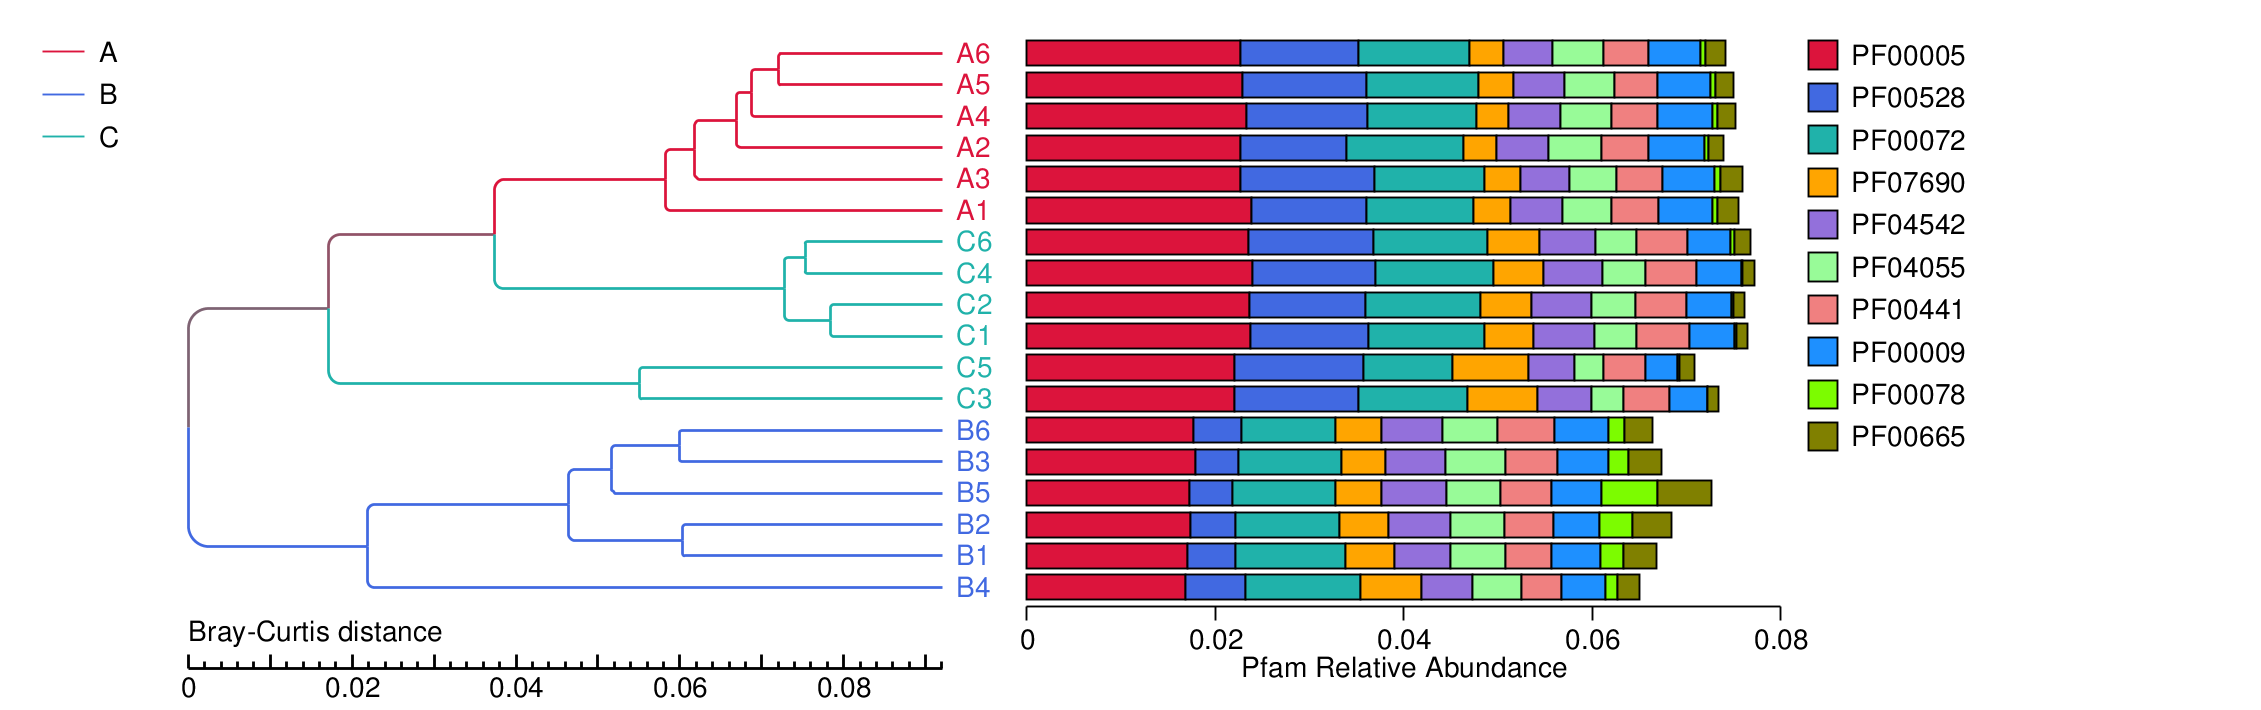 A
B
C
A6
A5
A4
A2
A3
A1
C6
C4
C2
C1
C5
C3
B6
B3
B5
B2
B1
B4
PF00005
PF00528
PF00072
PF07690
PF04542
PF04055
PF00441
PF00009
PF00078
PF00665
Bray-Curtis distance
0 0.02 0.04 0.06 0.08
0 0.02 0.04 0.06 0.08
Pfam Relative Abundance